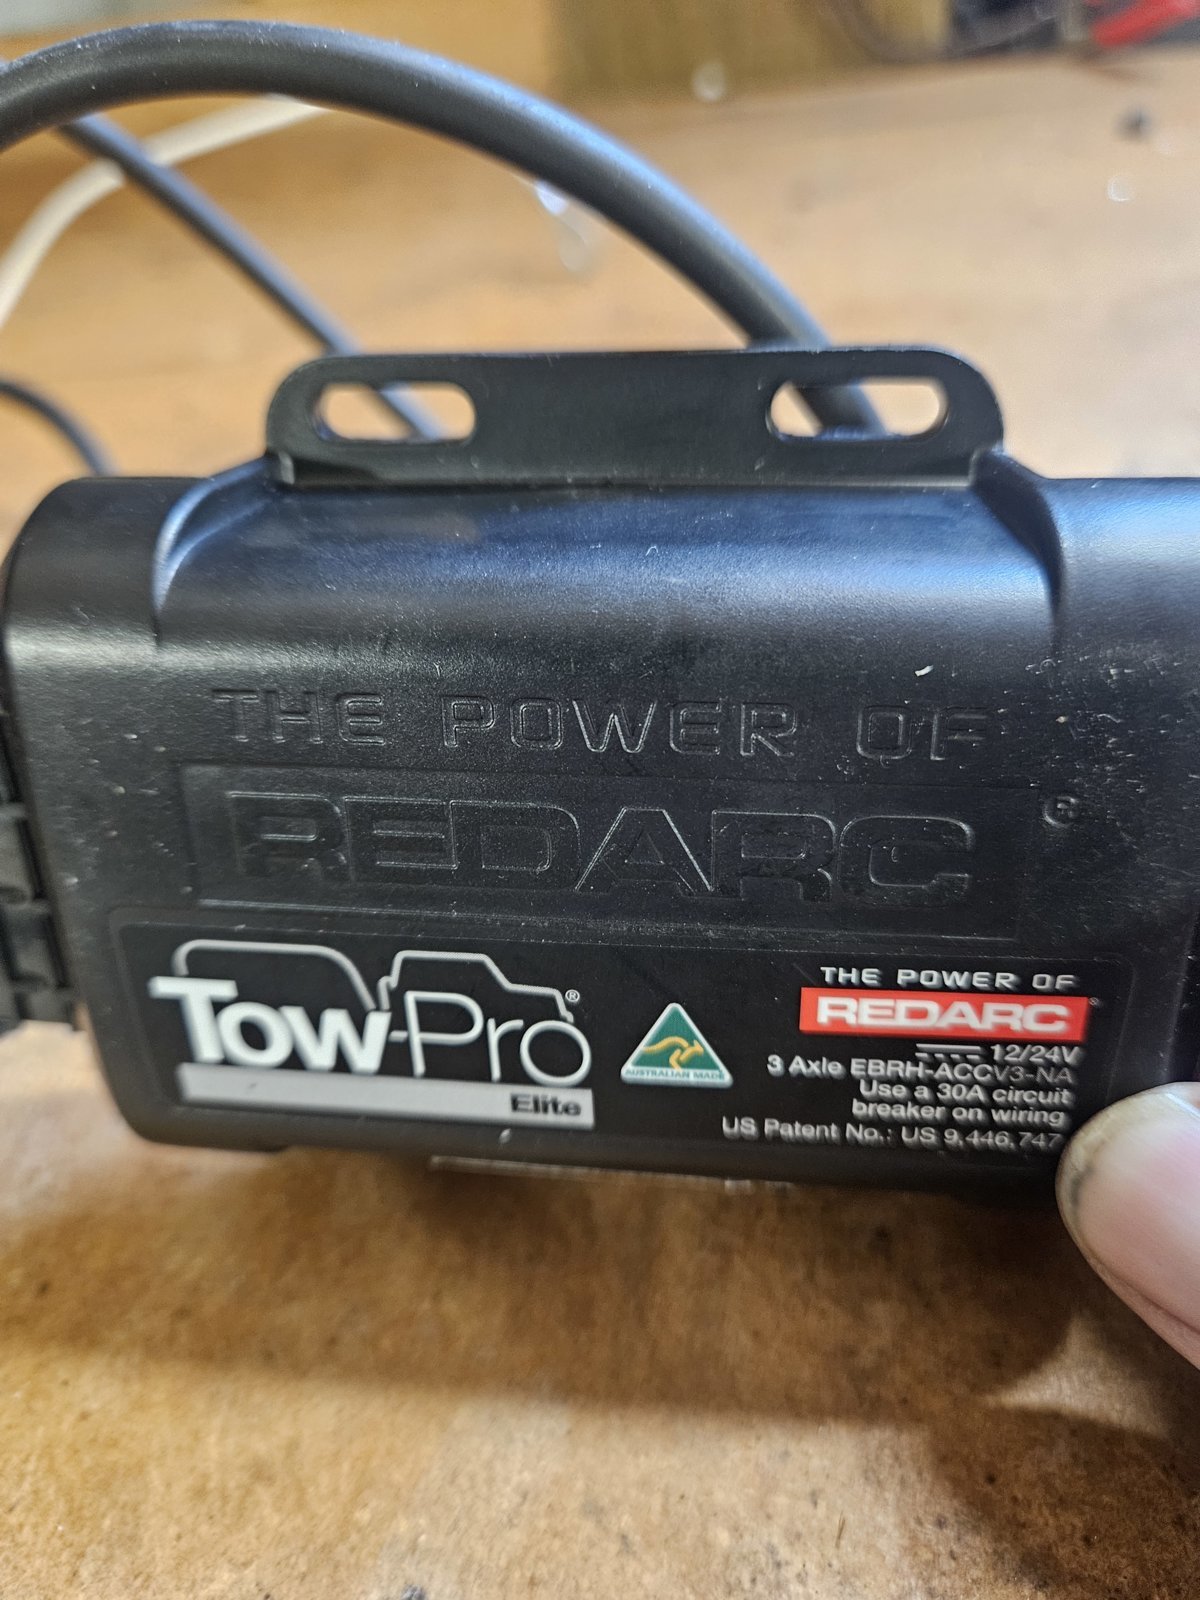 THE POWER OF
REDARC®
Tow-Pro®
Elite
AUSTRALIAN MADE
THE POWER OF
REDARC®
12/24V
3 Axle EBRH-ACCV3-NA
Use a 30A circuit
breaker on wiring
US Patent No.: US 9,446,747